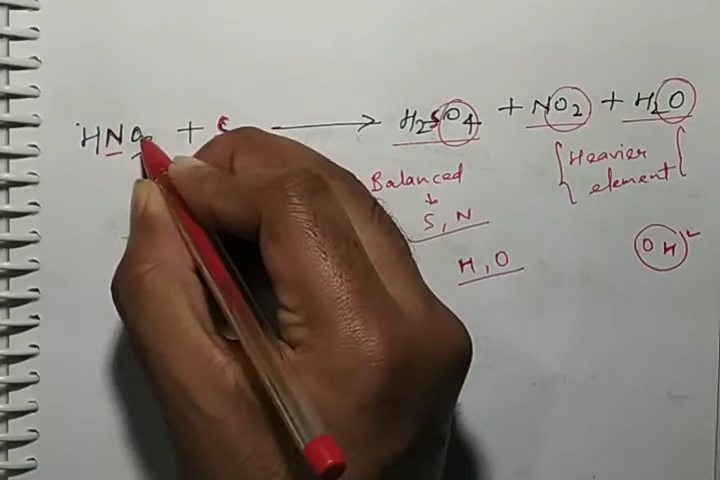 HNO + S → H2SO4 + NO2 + H2O
Balanced
↓
S, N
H, O
{Heavier
element}
OH